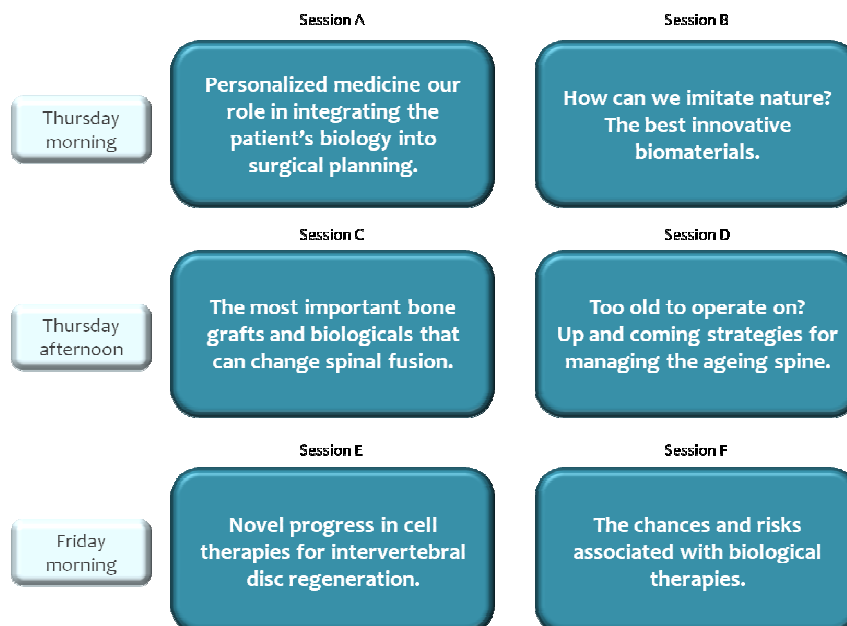 Session A
Session B
Thursday
morning
Personalized medicine our
role in integrating the
patient's biology into
surgical planning.
How can we imitate nature?
The best innovative
biomaterials.
Session C
Session D
Thursday
afternoon
The most important bone
grafts and biologicals that
can change spinal fusion.
Too old to operate on?
Up and coming strategies for
managing the ageing spine.
Session E
Session F
Friday
morning
Novel progress in cell
therapies for intervertebral
disc regeneration.
The chances and risks
associated with biological
therapies.